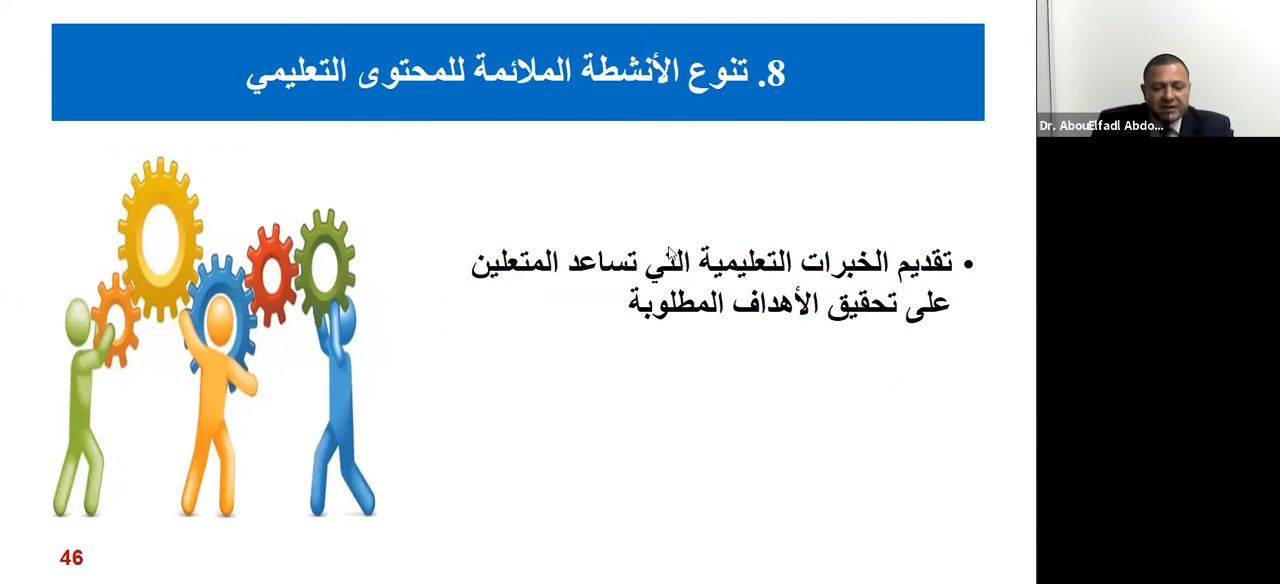 8. تنوع الأنشطة الملائمة للمحتوى التعليمي
• تقديم الخبرات التعليمية التي تساعد المتعلين
على تحقيق الأهداف المطلوبة
46
Dr. AbouElfadl Abdo...